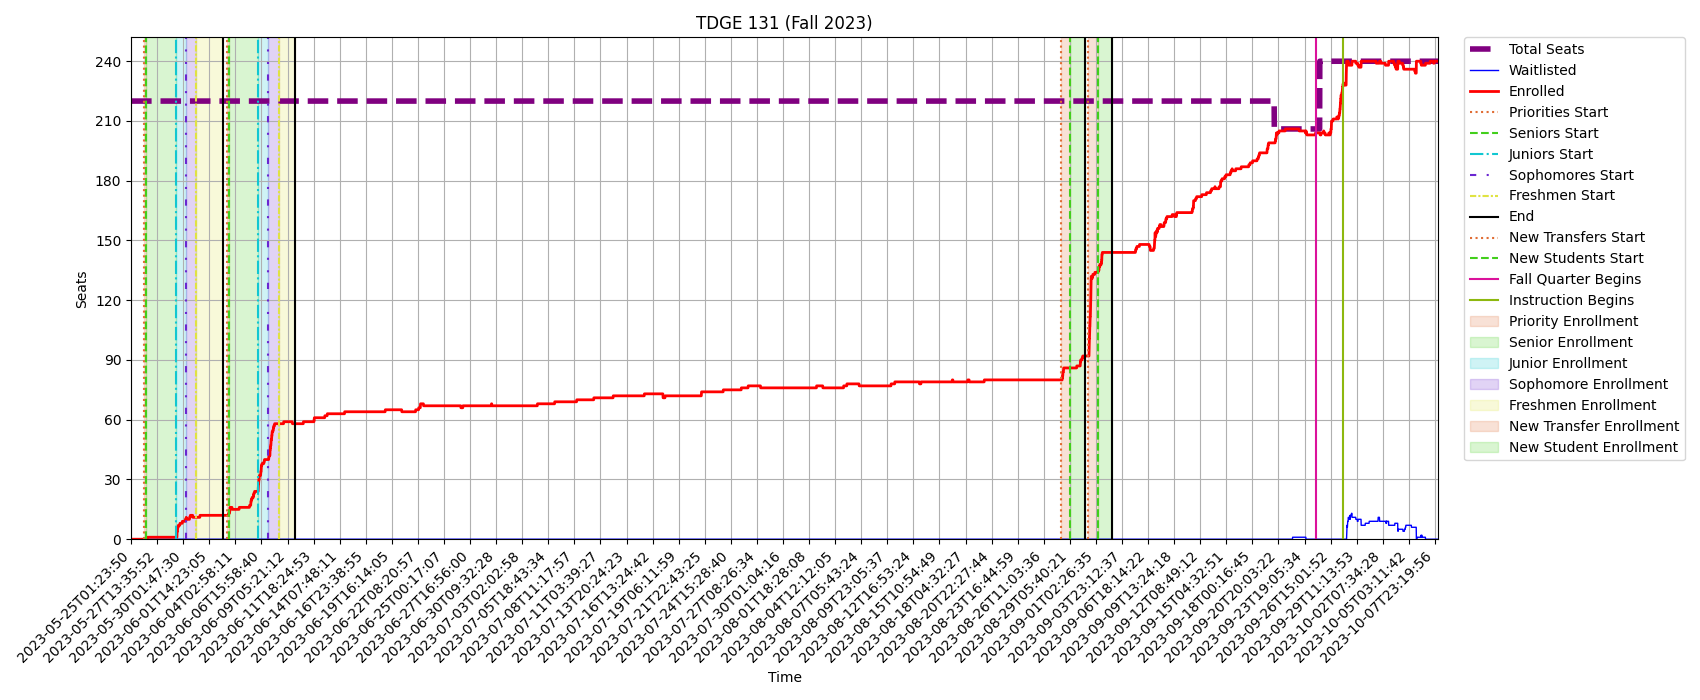 TDGE 131 (Fall 2023)
Seats
240
210
180
150
120
90
60
30
0
2023-05-25T01:23:50
2023-05-27T13:35:52
2023-05-30T01:47:30
2023-06-01T14:23:05
2023-06-04T02:58:11
2023-06-06T15:58:40
2023-06-09T05:21:12
2023-06-11T18:24:53
2023-06-14T07:48:11
2023-06-16T23:38:55
2023-06-19T16:14:05
2023-06-22T08:20:57
2023-06-25T00:17:07
2023-06-27T16:56:00
2023-06-30T09:32:28
2023-07-03T02:02:58
2023-07-05T18:43:34
2023-07-08T11:17:57
2023-07-11T03:39:27
2023-07-13T20:24:23
2023-07-16T13:24:42
2023-07-19T06:11:59
2023-07-21T22:43:25
2023-07-24T15:28:40
2023-07-27T08:26:34
2023-07-30T01:04:16
2023-08-01T18:28:08
2023-08-04T12:12:05
2023-08-07T05:43:24
2023-08-09T23:05:37
2023-08-12T16:53:24
2023-08-15T10:54:49
2023-08-18T04:32:27
2023-08-20T22:27:44
2023-08-23T16:44:59
2023-08-26T11:03:36
2023-08-29T05:40:21
2023-09-01T02:26:35
2023-09-03T23:12:37
2023-09-06T18:14:22
2023-09-09T13:24:18
2023-09-12T08:49:12
2023-09-15T04:32:51
2023-09-18T00:16:45
2023-09-20T20:03:22
2023-09-23T19:05:34
2023-09-26T15:01:52
2023-09-29T11:13:53
2023-10-02T07:34:28
2023-10-05T03:11:42
2023-10-07T23:19:56
Time
Total Seats
Waitlisted
Enrolled
Priorities Start
Seniors Start
Juniors Start
Sophomores Start
Freshmen Start
End
New Transfers Start
New Students Start
Fall Quarter Begins
Instruction Begins
Priority Enrollment
Senior Enrollment
Junior Enrollment
Sophomore Enrollment
Freshmen Enrollment
New Transfer Enrollment
New Student Enrollment